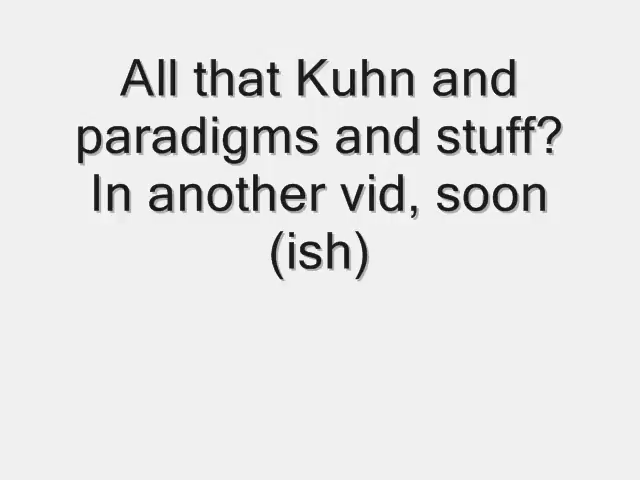 All that Kuhn and
paradigms and stuff?
In another vid, soon
(ish)